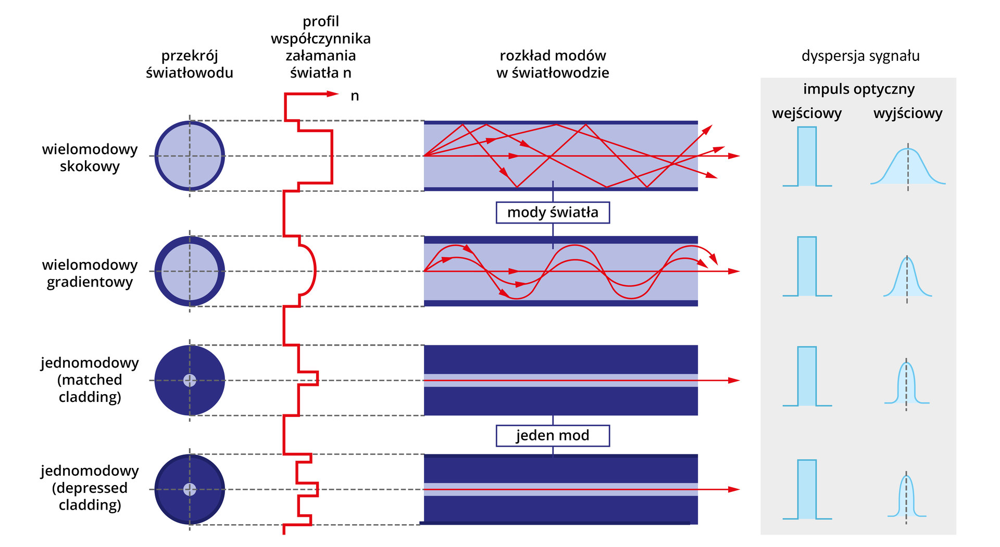 przekrój
światłowodu
profil
współczynnika
załamania
światła n
rozkład modów
w światłowodzie
dyspersja sygnału
impuls optyczny
wejściowy
wyjściowy
n
wielomodowy
skokowy
mody światła
wielomodowy
gradientowy
jednomodowy
(matched
cladding)
jeden mod
jednomodowy
(depressed
cladding)